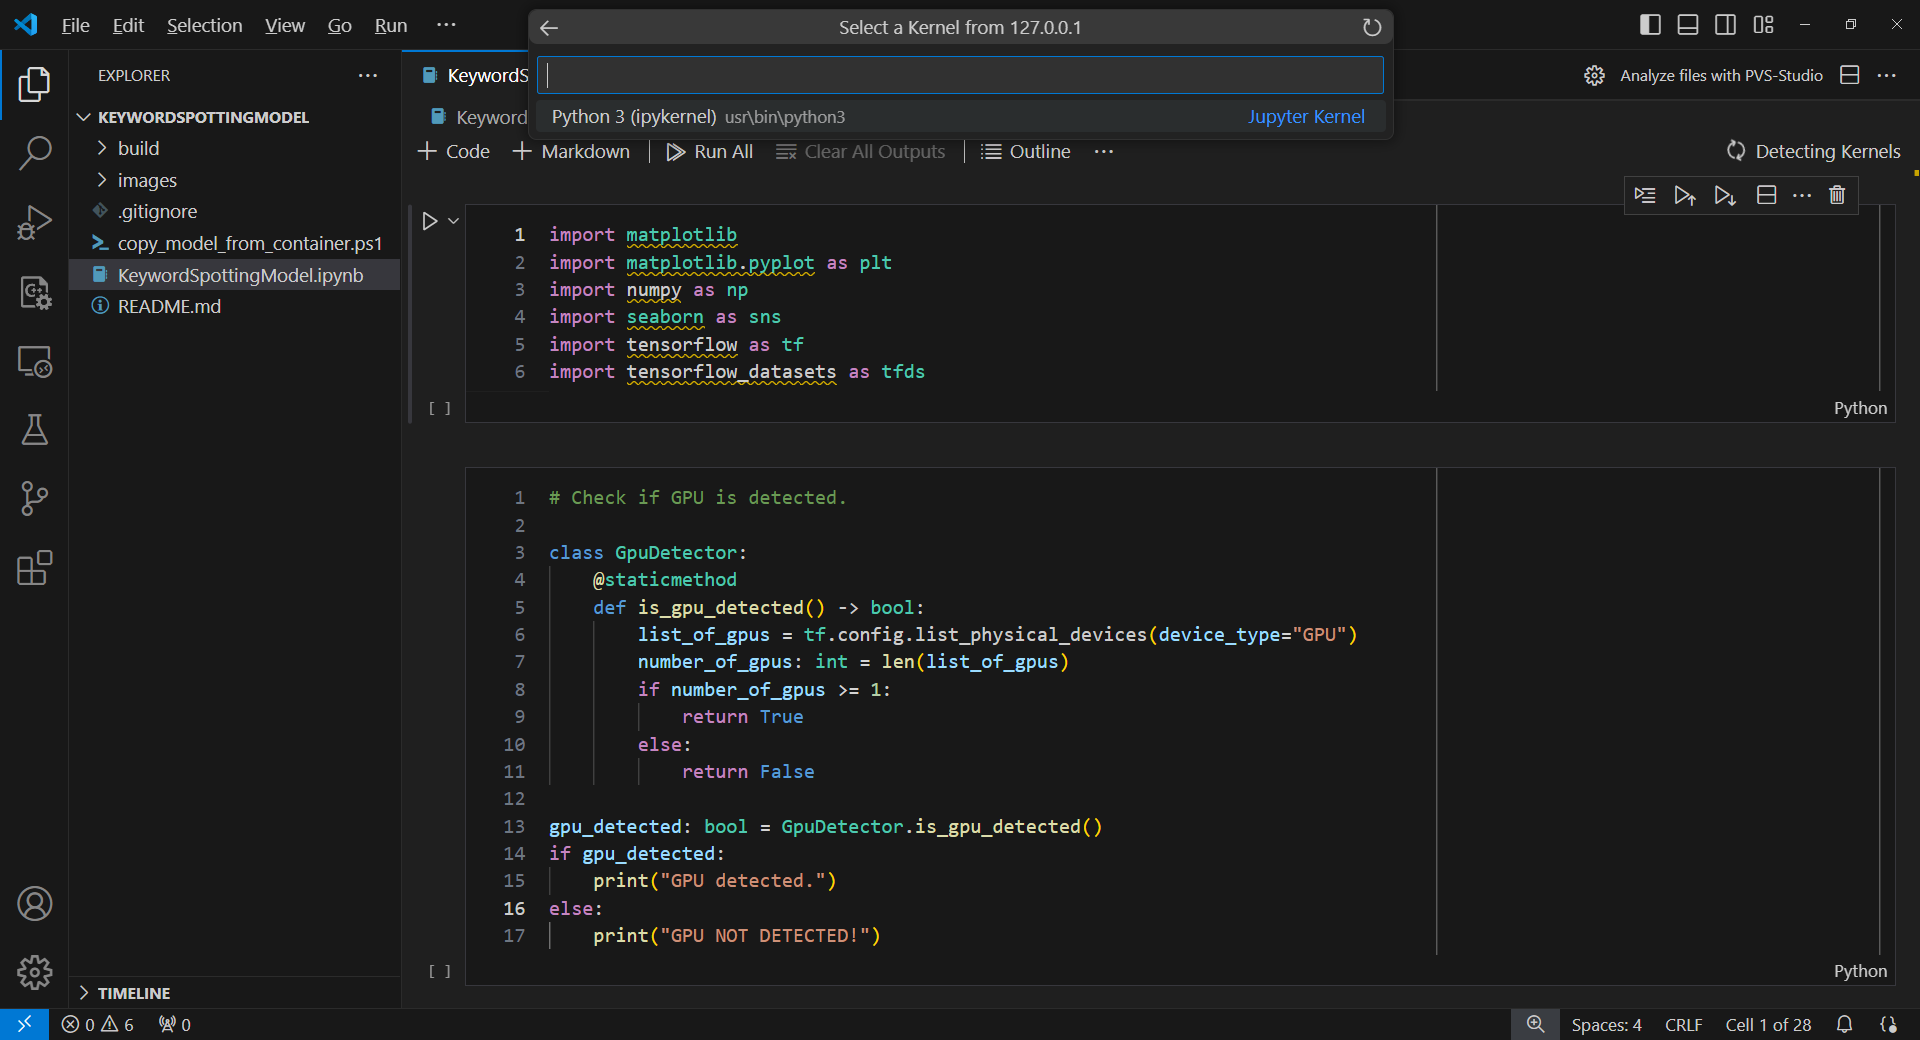 File Edit Selection View Go Run ···
Select a Kernel from 127.0.0.1
Python 3 (ipykernel) usr\bin\python3 Jupyter Kernel
EXPLORER
KEYWORDSPOTTINGMODEL
build
images
.gitignore
copy_model_from_container.ps1
KeywordSpottingModel.ipynb
README.md
TIMELINE
KeywordS
Analyze files with PVS-Studio
Keyword
Code
Markdown
Run All
Clear All Outputs
Outline
Detecting Kernels
1 import matplotlib
2 import matplotlib.pyplot as plt
3 import numpy as np
4 import seaborn as sns
5 import tensorflow as tf
6 import tensorflow_datasets as tfds
[ ]
Python
1 # Check if GPU is detected.
2
3 class GpuDetector:
4     @staticmethod
5     def is_gpu_detected() -> bool:
6         list_of_gpus = tf.config.list_physical_devices(device_type="GPU")
7         number_of_gpus: int = len(list_of_gpus)
8         if number_of_gpus >= 1:
9             return True
10         else:
11             return False
12
13 gpu_detected: bool = GpuDetector.is_gpu_detected()
14 if gpu_detected:
15     print("GPU detected.")
16 else:
17     print("GPU NOT DETECTED!")
[ ]
Python
0 6 0
Spaces: 4 CRLF Cell 1 of 28